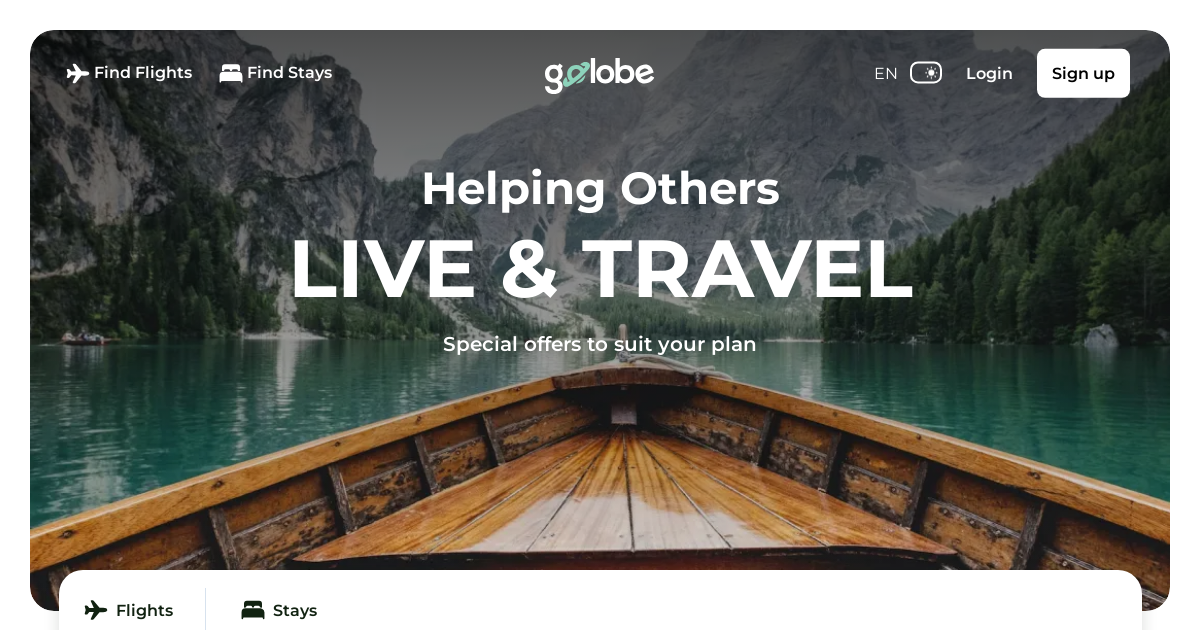 Find Flights
Find Stays
golobe
EN
Login
Sign up
Helping Others
LIVE & TRAVEL
Special offers to suit your plan
Flights
Stays